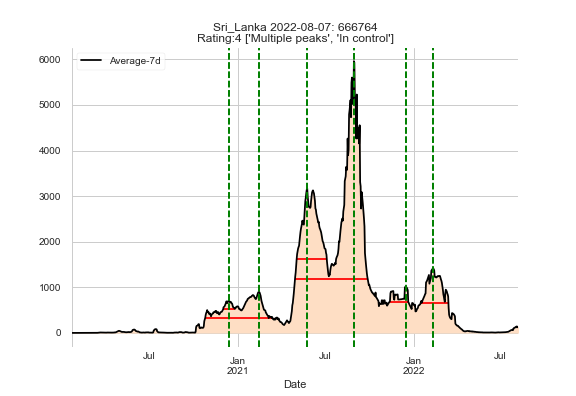 Sri_Lanka 2022-08-07: 666764
Rating:4 ['Multiple peaks', 'In control']
Average-7d
6000
5000
4000
3000
2000
1000
0
Jul
Jan
2021
Jul
Jan
2022
Jul
Date